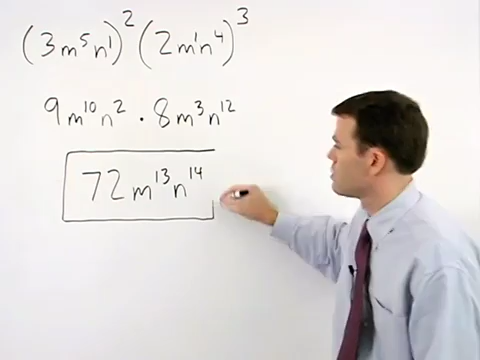 (3m⁵n¹)² (2m¹n⁴)³
9m¹⁰n² · 8m³n¹²
72m¹³n¹⁴